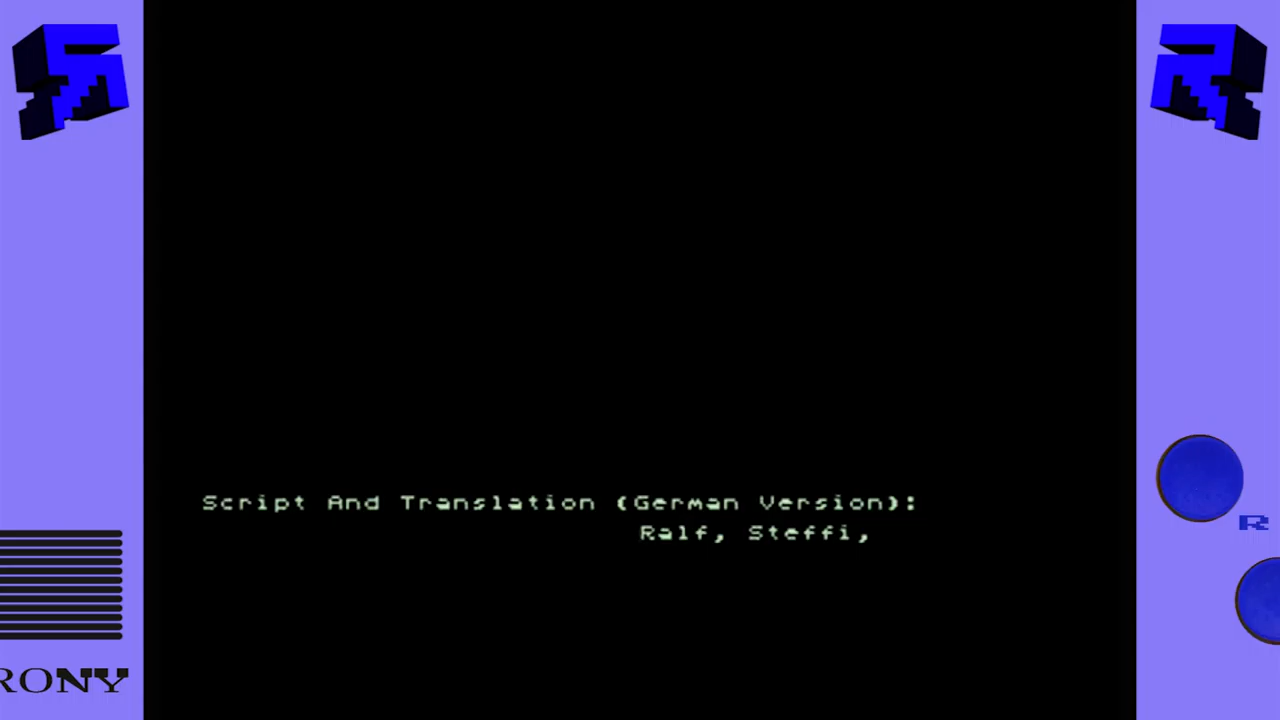 Script And Translation (German Version):
Ralf, Steffi,
R
RONY